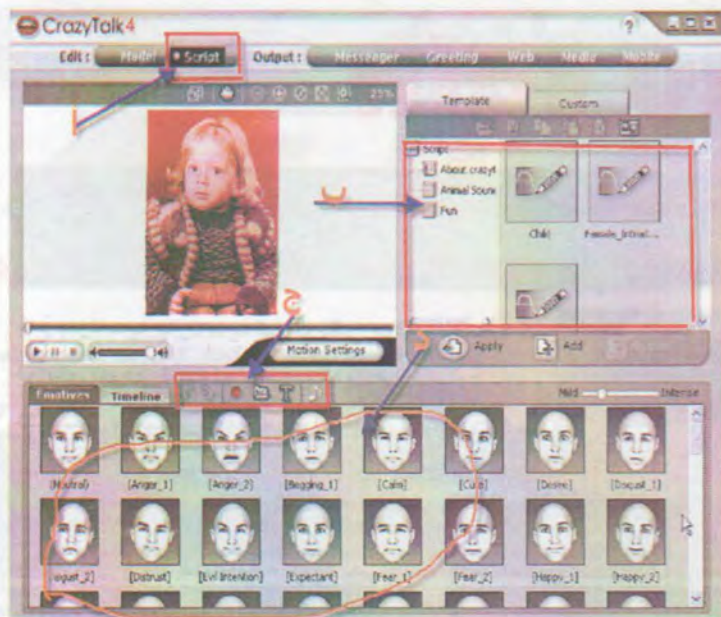 CrazyTalk4
?
Edit : Model Script Output : Messenger Greeting Web Media Mobile
25%
Template Custom
Script
About crazyt
Animal Soun
Fun
Child
Female_Introd...
ب
ج
د
Motion Settings
Apply Add
Emotives Timeline
Mild Intense
[Neutral] [Anger_1] [Anger_2] [Begging_1] [Calm] [Cute] [Desire] [Disgust_1]
[Distrust] [Evil Intention] [Expectant] [Fear_1] [Fear_2] [Happy_1] [Happy_2]